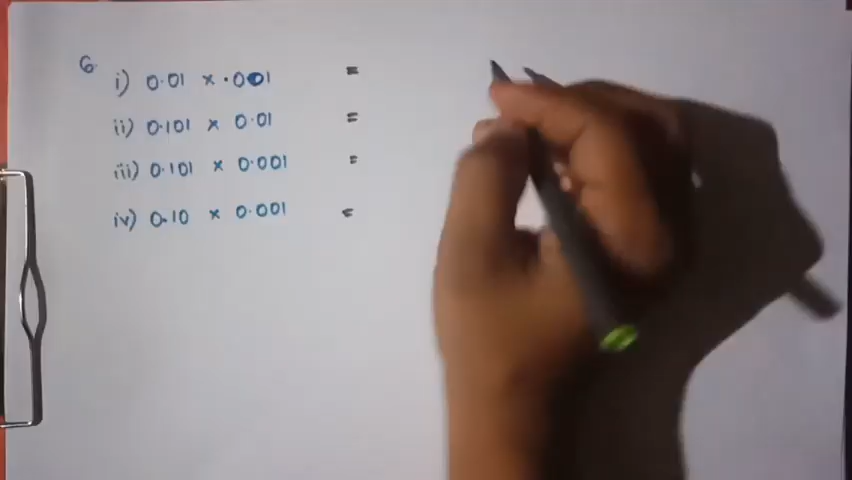 6.
i) 0.01 × .001 =
ii) 0.101 × 0.01 =
iii) 0.101 × 0.001 =
iv) 0.10 × 0.001 =